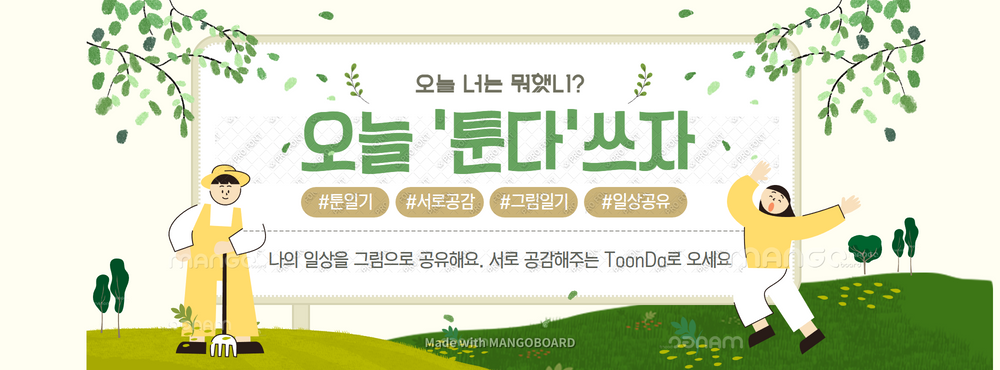 오늘 너는 뭐했니?
오늘 '툰다'쓰자
#툰일기 #서로공감 #그림일기 #일상공유
나의 일상을 그림으로 공유해요. 서로 공감해주는 ToonDa로 오세요
Made with MANGOBOARD